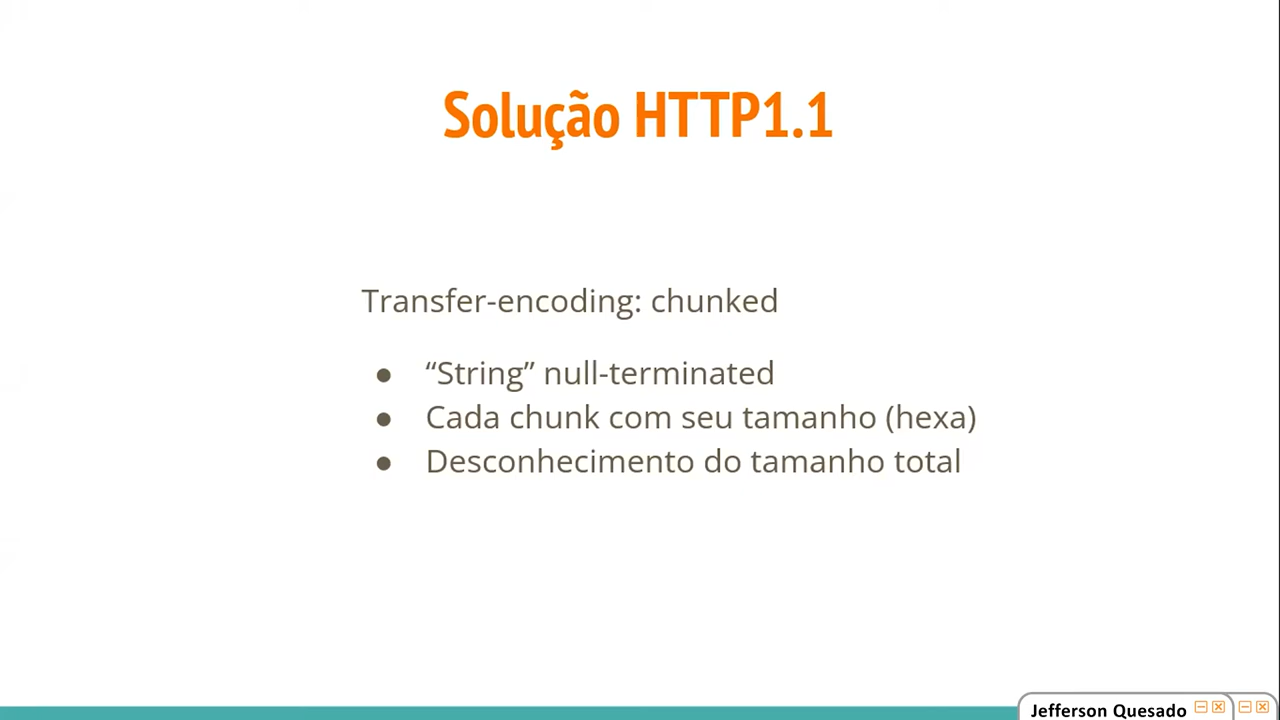 Solução HTTP1.1
Transfer-encoding: chunked
● “String” null-terminated
● Cada chunk com seu tamanho (hexa)
● Desconhecimento do tamanho total
Jefferson Quesado